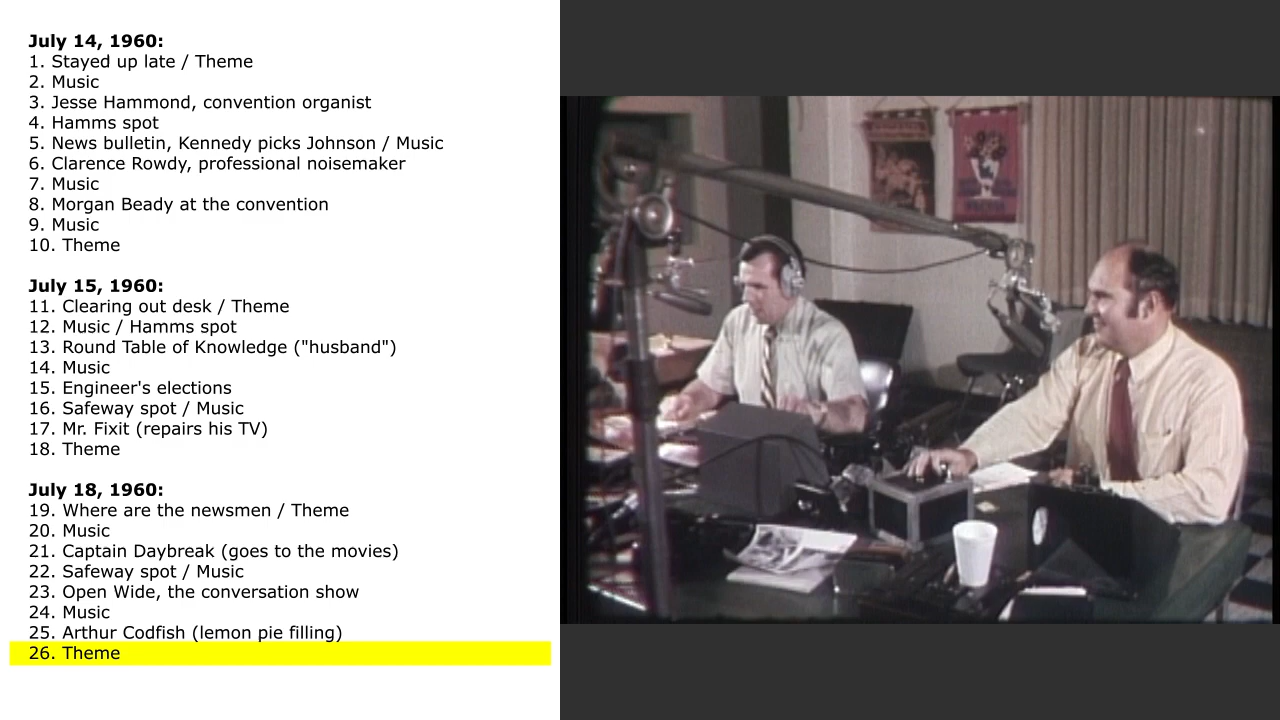 July 14, 1960:
1. Stayed up late / Theme
2. Music
3. Jesse Hammond, convention organist
4. Hamms spot
5. News bulletin, Kennedy picks Johnson / Music
6. Clarence Rowdy, professional noisemaker
7. Music
8. Morgan Beady at the convention
9. Music
10. Theme
July 15, 1960:
11. Clearing out desk / Theme
12. Music / Hamms spot
13. Round Table of Knowledge ("husband")
14. Music
15. Engineer's elections
16. Safeway spot / Music
17. Mr. Fixit (repairs his TV)
18. Theme
July 18, 1960:
19. Where are the newsmen / Theme
20. Music
21. Captain Daybreak (goes to the movies)
22. Safeway spot / Music
23. Open Wide, the conversation show
24. Music
25. Arthur Codfish (lemon pie filling)
26. Theme